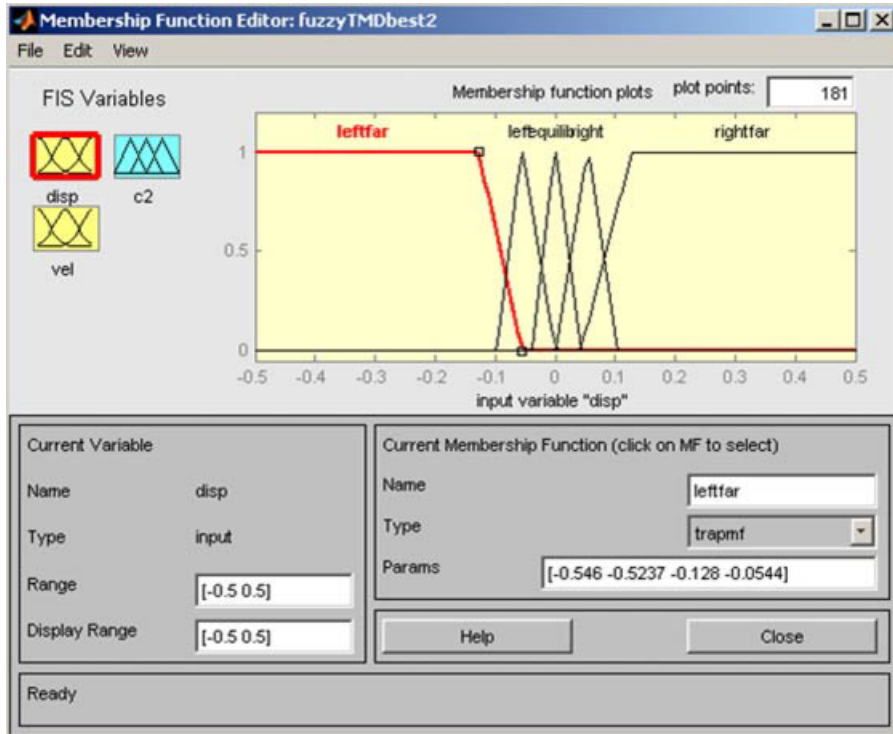 Membership Function Editor: fuzzyTMDbest2
File Edit View
FIS Variables
Membership function plots
plot points:
181
leftfar
rightfar
1
0.5
0
disp
c2
vel
-0.5 -0.4 -0.3 -0.2 -0.1 0 0.1 0.2 0.3 0.4 0.5
input variable "disp"
Current Variable
Name disp
Type input
Range [-0.5 0.5]
Display Range [-0.5 0.5]
Current Membership Function (click on MF to select)
Name leftfar
Type trapmf
Params [-0.546 -0.5237 -0.128 -0.0544]
Help Close
Ready